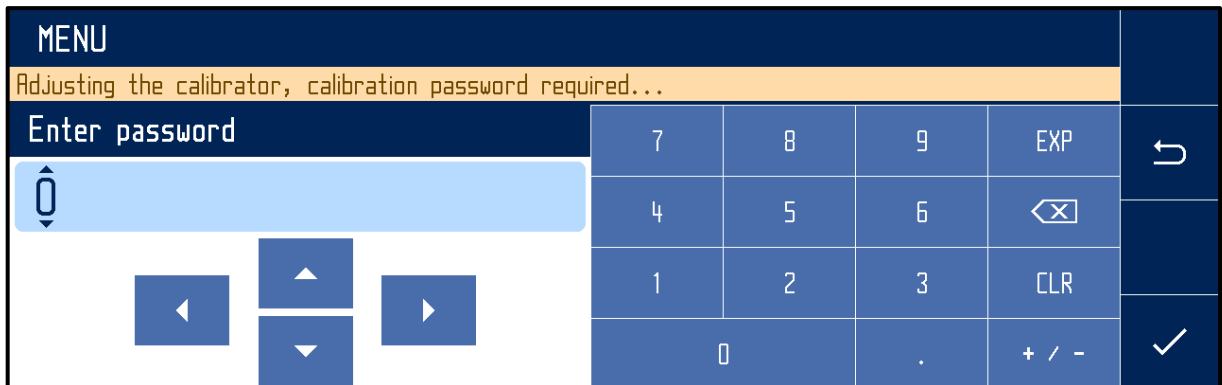 MENU
Adjusting the calibrator, calibration password required...
Enter password
0
7 8 9 EXP
4 5 6
1 2 3 CLR
0 . + / -